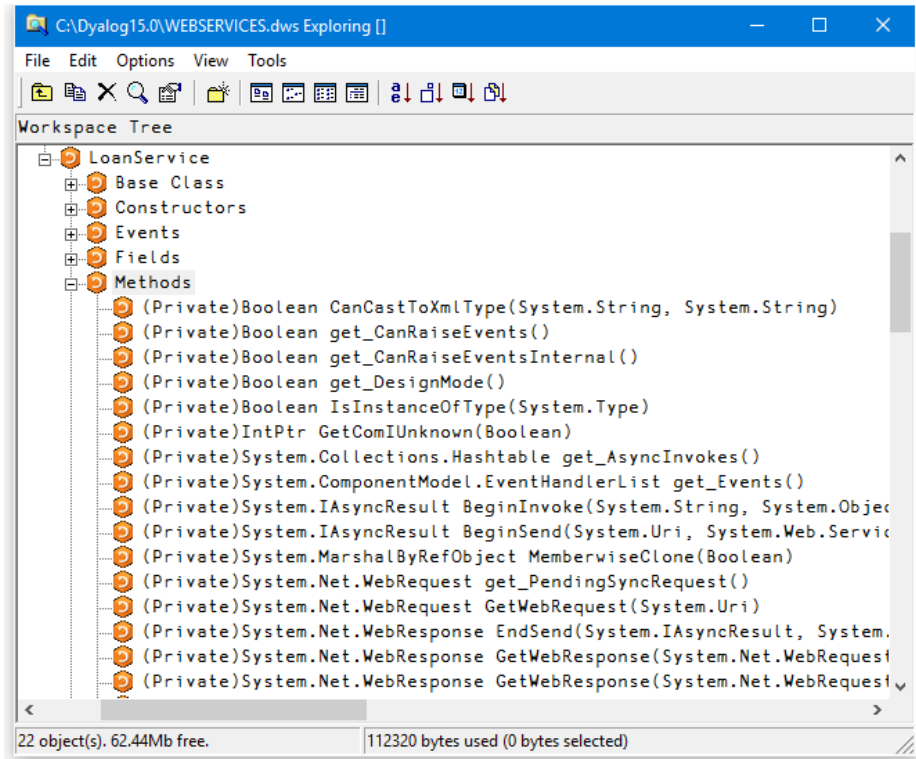 C:\Dyalog15.0\WEBSERVICES.dws Exploring []
File Edit Options View Tools
Workspace Tree
LoanService
Base Class
Constructors
Events
Fields
Methods
(Private)Boolean CanCastToXmlType(System.String, System.String)
(Private)Boolean get_CanRaiseEvents()
(Private)Boolean get_CanRaiseEventsInternal()
(Private)Boolean get_DesignMode()
(Private)Boolean IsInstanceOfType(System.Type)
(Private)IntPtr GetComIUnknown(Boolean)
(Private)System.Collections.Hashtable get_AsyncInvokes()
(Private)System.ComponentModel.EventHandlerList get_Events()
(Private)System.IAsyncResult BeginInvoke(System.String, System.Objec
(Private)System.IAsyncResult BeginSend(System.Uri, System.Web.Servic
(Private)System.MarshalByRefObject MemberwiseClone(Boolean)
(Private)System.Net.WebRequest get_PendingSyncRequest()
(Private)System.Net.WebRequest GetWebRequest(System.Uri)
(Private)System.Net.WebResponse EndSend(System.IAsyncResult, System.
(Private)System.Net.WebResponse GetWebResponse(System.Net.WebRequest
(Private)System.Net.WebResponse GetWebResponse(System.Net.WebRequest
22 object(s). 62.44Mb free. 112320 bytes used (0 bytes selected)